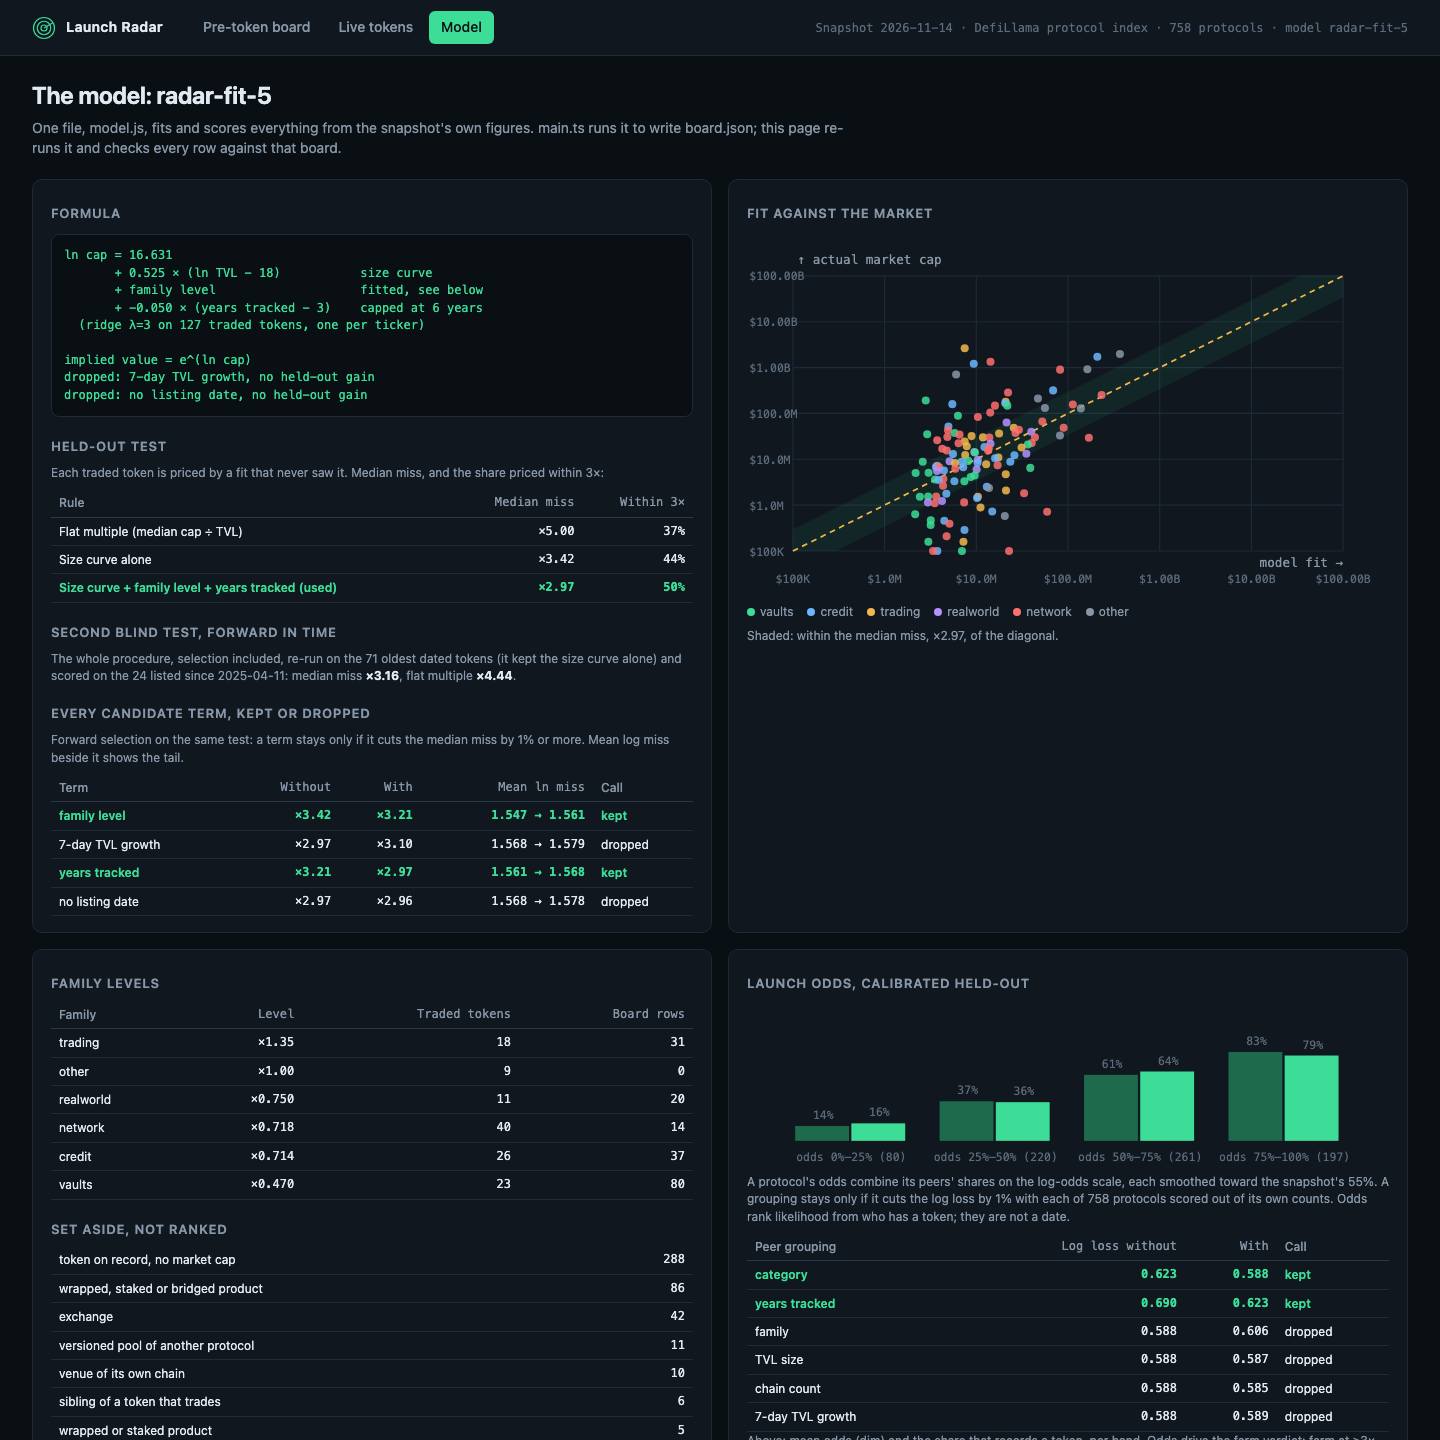 Launch Radar
Pre-token board
Live tokens
Model
Snapshot 2026-11-14 · DefiLlama protocol index · 758 protocols · model radar-fit-5
The model: radar-fit-5
One file, model.js, fits and scores everything from the snapshot's own figures. main.ts runs it to write board.json; this page re-
runs it and checks every row against that board.
FORMULA
ln cap = 16.631
+ 0.525 × (ln TVL − 18) size curve
+ family level fitted, see below
+ −0.050 × (years tracked − 3) capped at 6 years
(ridge λ=3 on 127 traded tokens, one per ticker)
implied value = e^(ln cap)
dropped: 7-day TVL growth, no held-out gain
dropped: no listing date, no held-out gain
HELD-OUT TEST
Each traded token is priced by a fit that never saw it. Median miss, and the share priced within 3×:
Rule Median miss Within 3×
Flat multiple (median cap ÷ TVL) ×5.00 37%
Size curve alone ×3.42 44%
Size curve + family level + years tracked (used) ×2.97 50%
SECOND BLIND TEST, FORWARD IN TIME
The whole procedure, selection included, re-run on the 71 oldest dated tokens (it kept the size curve alone) and
scored on the 24 listed since 2025-04-11: median miss ×3.16, flat multiple ×4.44.
EVERY CANDIDATE TERM, KEPT OR DROPPED
Forward selection on the same test: a term stays only if it cuts the median miss by 1% or more. Mean log miss
beside it shows the tail.
Term Without With Mean ln miss Call
family level ×3.42 ×3.21 1.547 → 1.561 kept
7-day TVL growth ×2.97 ×3.10 1.568 → 1.579 dropped
years tracked ×3.21 ×2.97 1.561 → 1.568 kept
no listing date ×2.97 ×2.96 1.568 → 1.578 dropped
FIT AGAINST THE MARKET
↑ actual market cap
$100.00B
$10.00B
$1.00B
$100.0M
$10.0M
$1.0M
$100K
model fit →
$100K $1.0M $10.0M $100.0M $1.00B $10.00B $100.00B
vaults credit trading realworld network other
Shaded: within the median miss, ×2.97, of the diagonal.
FAMILY LEVELS
Family Level Traded tokens Board rows
trading ×1.35 18 31
other ×1.00 9 0
realworld ×0.750 11 20
network ×0.718 40 14
credit ×0.714 26 37
vaults ×0.470 23 80
SET ASIDE, NOT RANKED
token on record, no market cap 288
wrapped, staked or bridged product 86
exchange 42
versioned pool of another protocol 11
venue of its own chain 10
sibling of a token that trades 6
wrapped or staked product 5
LAUNCH ODDS, CALIBRATED HELD-OUT
14% 16% 37% 36% 61% 64% 83% 79%
odds 0%–25% (80) odds 25%–50% (220) odds 50%–75% (261) odds 75%–100% (197)
A protocol's odds combine its peers' shares on the log-odds scale, each smoothed toward the snapshot's 55%. A
grouping stays only if it cuts the log loss by 1% with each of 758 protocols scored out of its own counts. Odds
rank likelihood from who has a token; they are not a date.
Peer grouping Log loss without With Call
category 0.623 0.588 kept
years tracked 0.690 0.623 kept
family 0.588 0.606 dropped
TVL size 0.588 0.587 dropped
chain count 0.588 0.585 dropped
7-day TVL growth 0.588 0.589 dropped